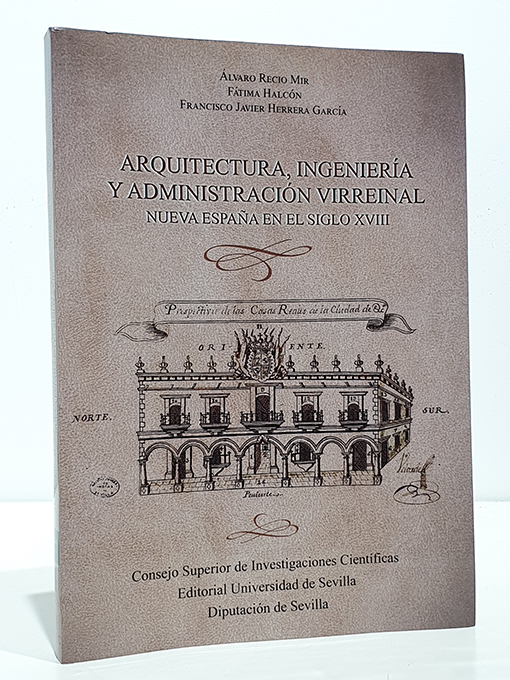 ÁLVARO RECIO MIR
FÁTIMA HALCÓN
FRANCISCO JAVIER HERRERA GARCÍA
ARQUITECTURA, INGENIERÍA
Y ADMINISTRACIÓN VIRREINAL
NUEVA ESPAÑA EN EL SIGLO XVIII
de las Casas Reales de la Ciudad de
ORIENTE.
NORTE.
SUR.
Consejo Superior de Investigaciones Científicas
Editorial Universidad de Sevilla
Diputación de Sevilla